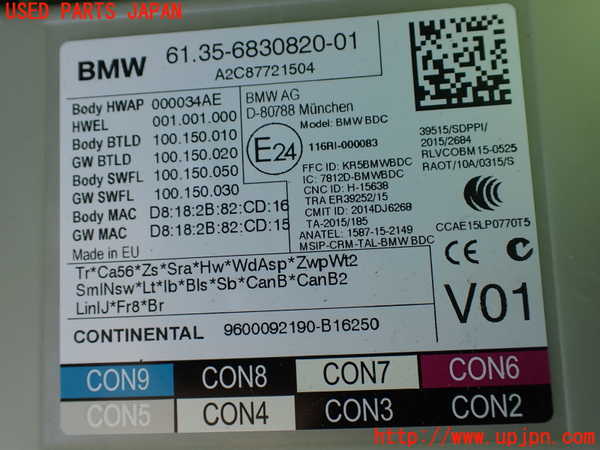 USED PARTS JAPAN
BMW 61.35-6830820-01
A2C87721504
Body HWAP 000034AE
HWEL 001.001.000
Body BTLD 100.150.010
GW BTLD 100.150.020
Body SWFL 100.150.050
GW SWFL 100.150.030
Body MAC D8:18:2B:82:CD:16
GW MAC D8:18:2B:82:CD:15
Made in EU
BMW AG
D-80788 München
Model: BMW BDC
E24
116RI-000083
FFC ID: KR5BMWBDC
IC: 7812D-BMWBDC
CNC ID: H-15638
TRA ER39252/15
CMIT ID: 2014DJ6268
TA-2015/185
ANATEL: 1587-15-2149
MSIP-CRM-TAL-BMW BDC
39515/SDPPI/
2015/2684
RLVCOBM15-0525
RAOT/10A/0315/S
CCAE15LP0770T5
CE
V01
Tr*Ca56*Zs*Sra*Hw*WdAsp*ZwpWt2
SmlNsw*Lt*Ib*Bls*Sb*CanB*CanB2
LinIJ*Fr8*Br
CONTINENTAL 9600092190-B16250
CON9 CON8 CON7 CON6
CON5 CON4 CON3 CON2
http://www.upjpn.com